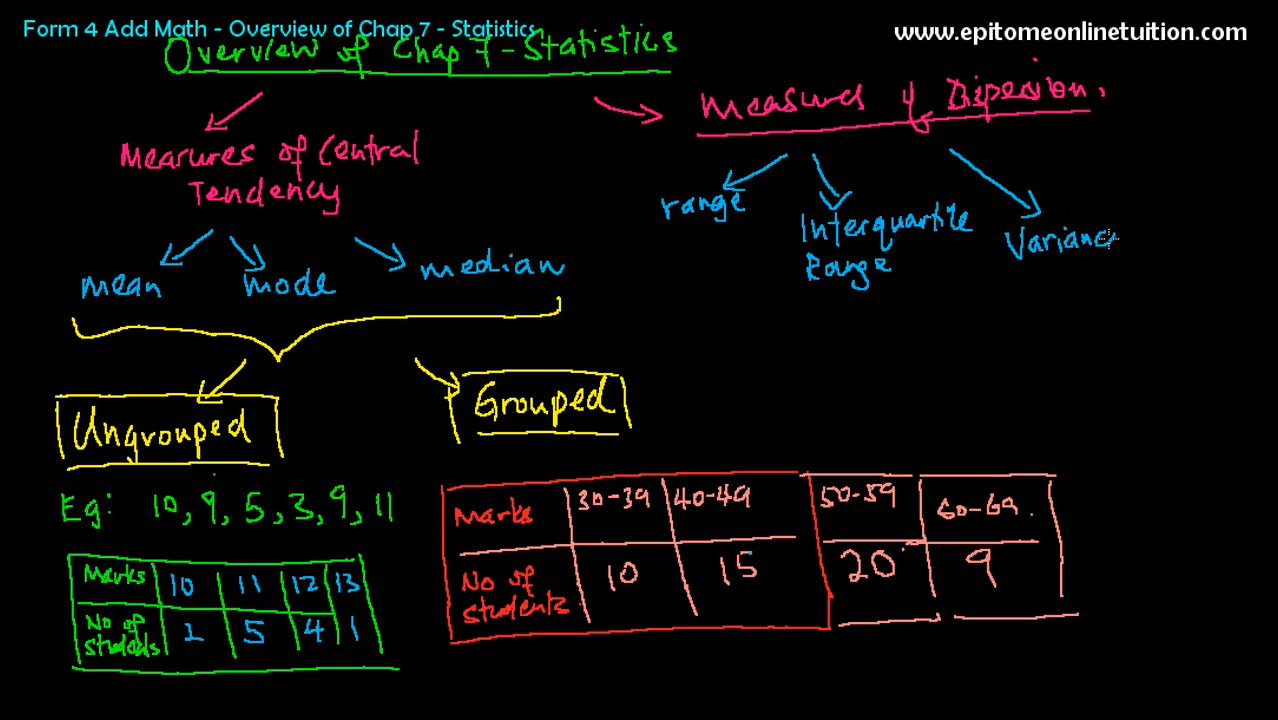 Form 4 Add Math - Overview of Chap 7 - Statistics
www.epitomeonlinetuition.com
Overview of Chap 7 - Statistics
Measures of Central
Tendency
mean mode median
Ungrouped
Grouped
Eg: 10, 9, 5, 3, 9, 11
Marks 10 11 12 13
No of students 2 5 4 1
Marks 30-39 40-49 50-59 60-69
No of students 10 15 20 9
Measures of Dispersion.
range
Interquartile
Range
Varianc